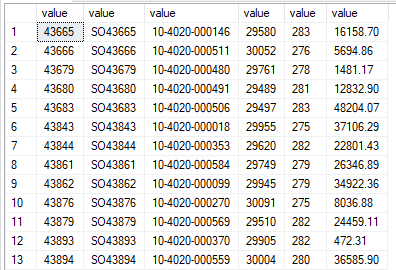 value value value value value value
1 43665 SO43665 10-4020-000146 29580 283 16158.70
2 43666 SO43666 10-4020-000511 30052 276 5694.86
3 43679 SO43679 10-4020-000480 29761 278 1481.17
4 43680 SO43680 10-4020-000491 29489 281 12832.90
5 43683 SO43683 10-4020-000506 29497 283 48204.07
6 43843 SO43843 10-4020-000018 29955 275 37106.29
7 43844 SO43844 10-4020-000353 29620 282 22801.43
8 43861 SO43861 10-4020-000584 29749 279 26346.89
9 43862 SO43862 10-4020-000099 29945 279 34922.36
10 43876 SO43876 10-4020-000270 30091 275 8036.88
11 43879 SO43879 10-4020-000569 29510 282 24459.11
12 43893 SO43893 10-4020-000370 29905 282 472.31
13 43894 SO43894 10-4020-000559 30004 280 36585.90